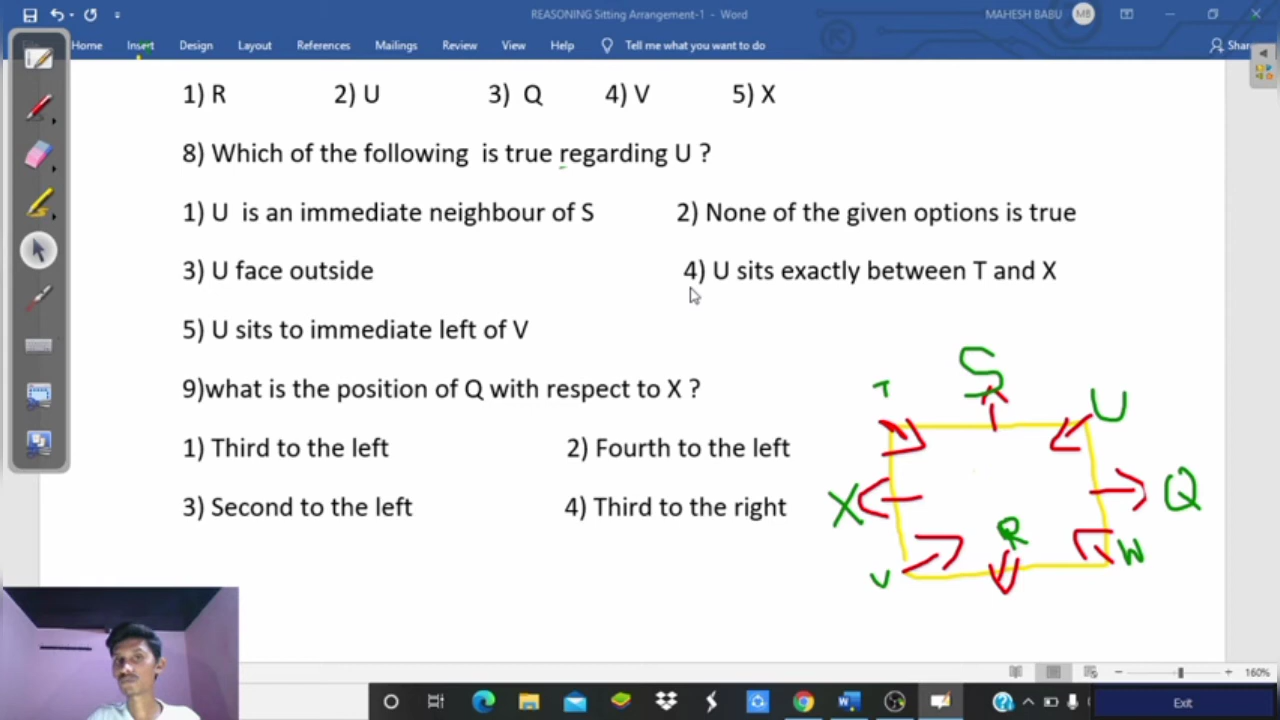 REASONING Sitting Arrangement-1 - Word MAHESH BABU MB
Home Insert Design Layout References Mailings Review View Help Tell me what you want to do Shar
1) R 2) U 3) Q 4) V 5) X
8) Which of the following is true regarding U ?
1) U is an immediate neighbour of S 2) None of the given options is true
3) U face outside 4) U sits exactly between T and X
5) U sits to immediate left of V
9)what is the position of Q with respect to X ?
1) Third to the left 2) Fourth to the left
3) Second to the left 4) Third to the right
S
T U
X Q
R
V W
160%
Exit